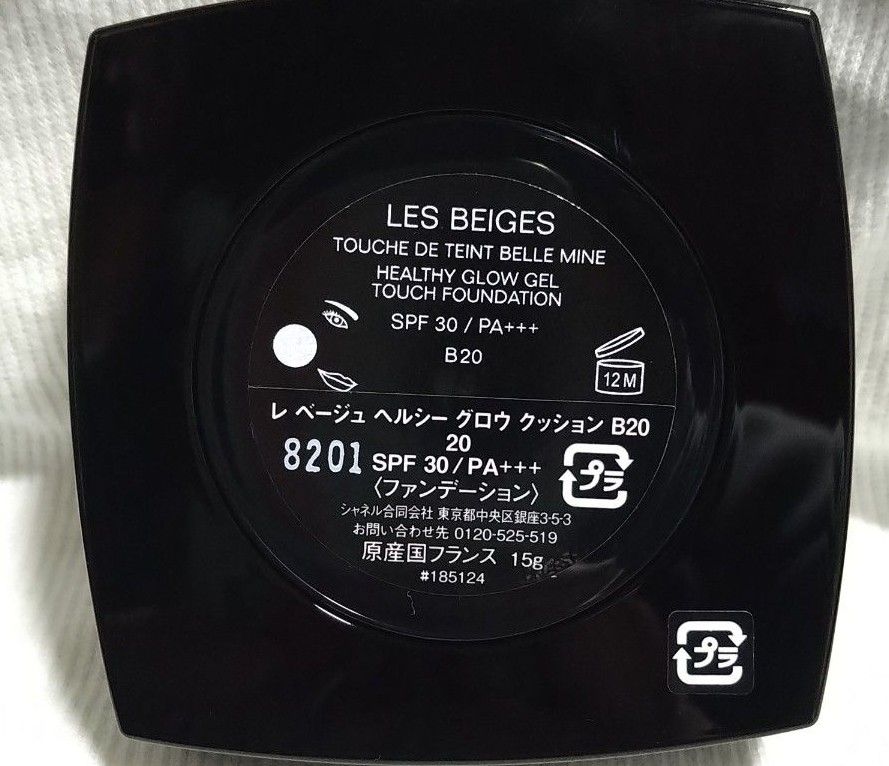 LES BEIGES
TOUCHE DE TEINT BELLE MINE
HEALTHY GLOW GEL
TOUCH FOUNDATION
SPF 30 / PA+++
B20
12 M
レ ベージュ ヘルシー グロウ クッション B20
20
8201 SPF 30/PA+++
プラ
〈ファンデーション〉
シャネル合同会社 東京都中央区銀座3-5-3
お問い合わせ先 0120-525-519
原産国フランス 15g
#185124
プラ